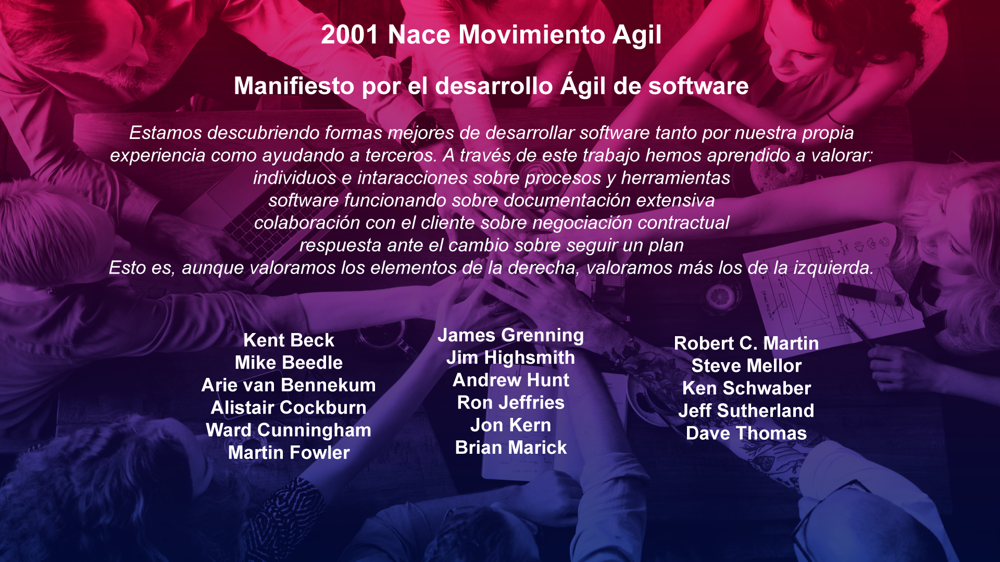 2001 Nace Movimiento Agil
Manifiesto por el desarrollo Ágil de software
Estamos descubriendo formas mejores de desarrollar software tanto por nuestra propia
experiencia como ayudando a terceros. A través de este trabajo hemos aprendido a valorar:
individuos e intaracciones sobre procesos y herramientas
software funcionando sobre documentación extensiva
colaboración con el cliente sobre negociación contractual
respuesta ante el cambio sobre seguir un plan
Esto es, aunque valoramos los elementos de la derecha, valoramos más los de la izquierda.
Kent Beck
Mike Beedle
Arie van Bennekum
Alistair Cockburn
Ward Cunningham
Martin Fowler
James Grenning
Jim Highsmith
Andrew Hunt
Ron Jeffries
Jon Kern
Brian Marick
Robert C. Martin
Steve Mellor
Ken Schwaber
Jeff Sutherland
Dave Thomas